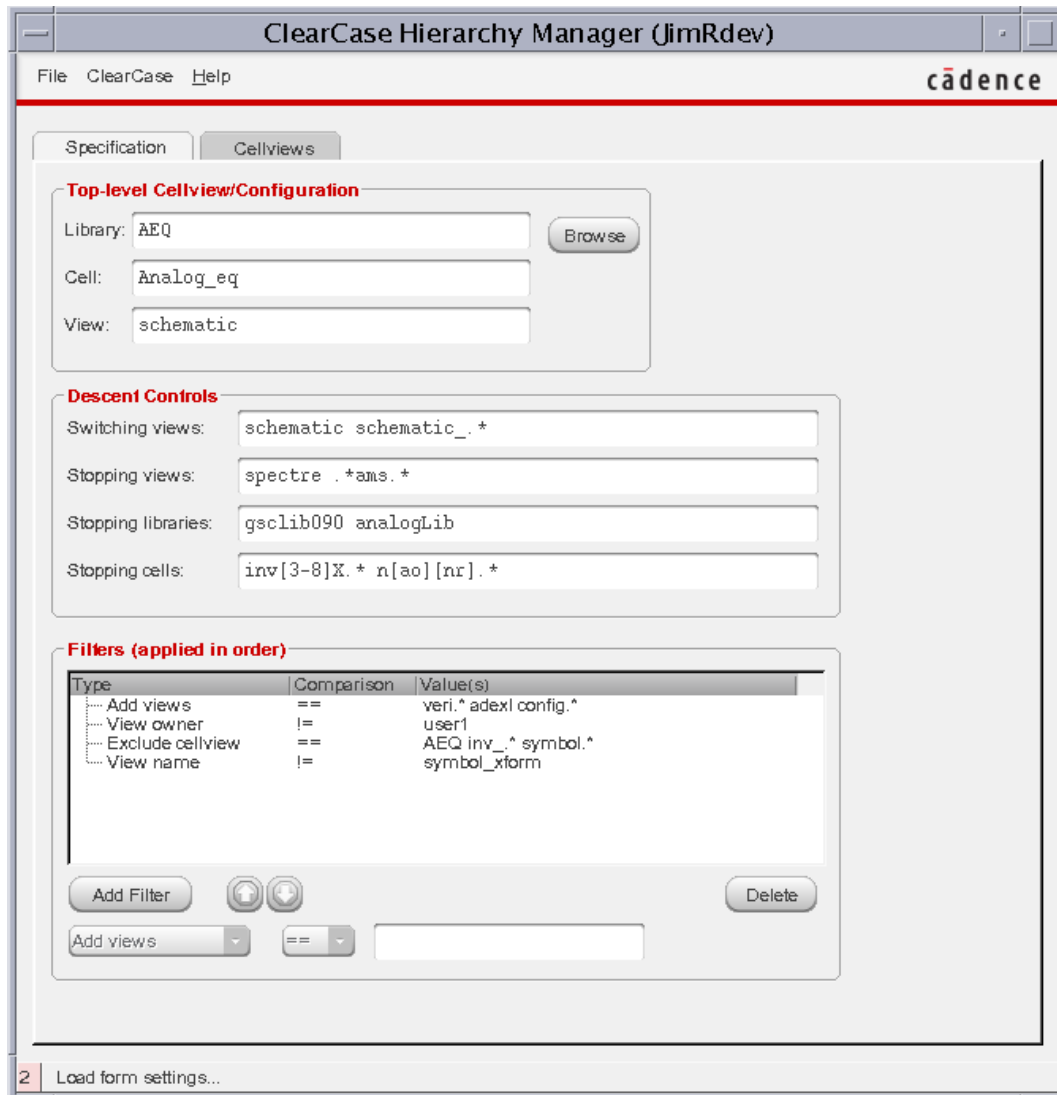 ClearCase Hierarchy Manager (JimRdev)
File ClearCase Help cādence
Specification Cellviews
Top-level Cellview/Configuration
Library: AEQ Browse
Cell: Analog_eq
View: schematic
Descent Controls
Switching views: schematic schematic_.*
Stopping views: spectre .*ams.*
Stopping libraries: gsclib090 analogLib
Stopping cells: inv[3-8]X.* n[ao][nr].*
Filters (applied in order)
Type Comparison Value(s)
Add views == veri.* adexl config.*
View owner != user1
Exclude cellview == AEQ inv_.* symbol.*
View name != symbol_xform
Add Filter Delete
Add views ==
2 Load form settings...